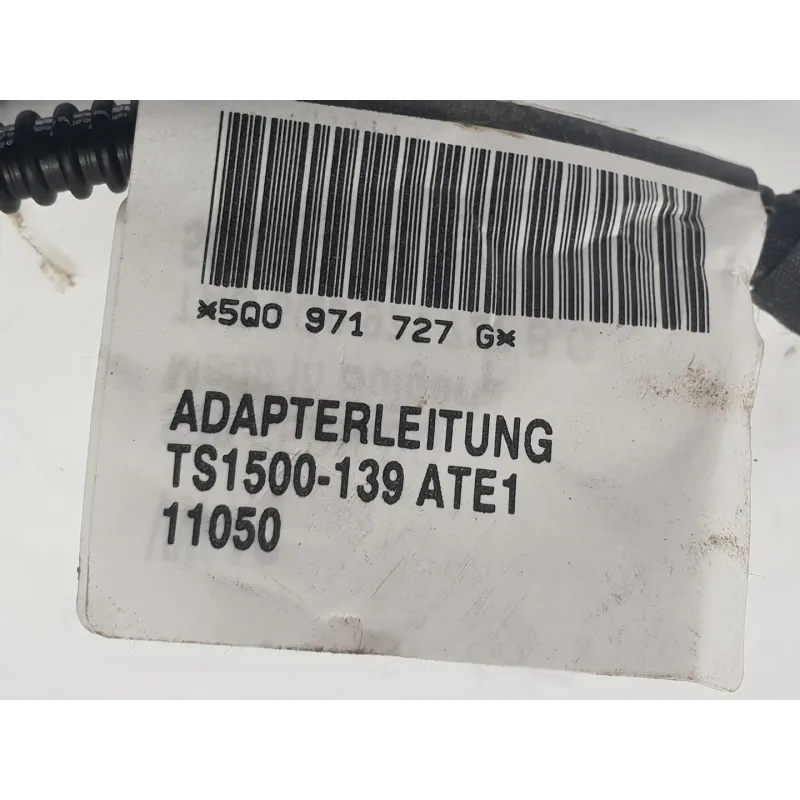 *5Q0 971 727 G*
ADAPTERLEITUNG
TS1500-139 ATE1
11050